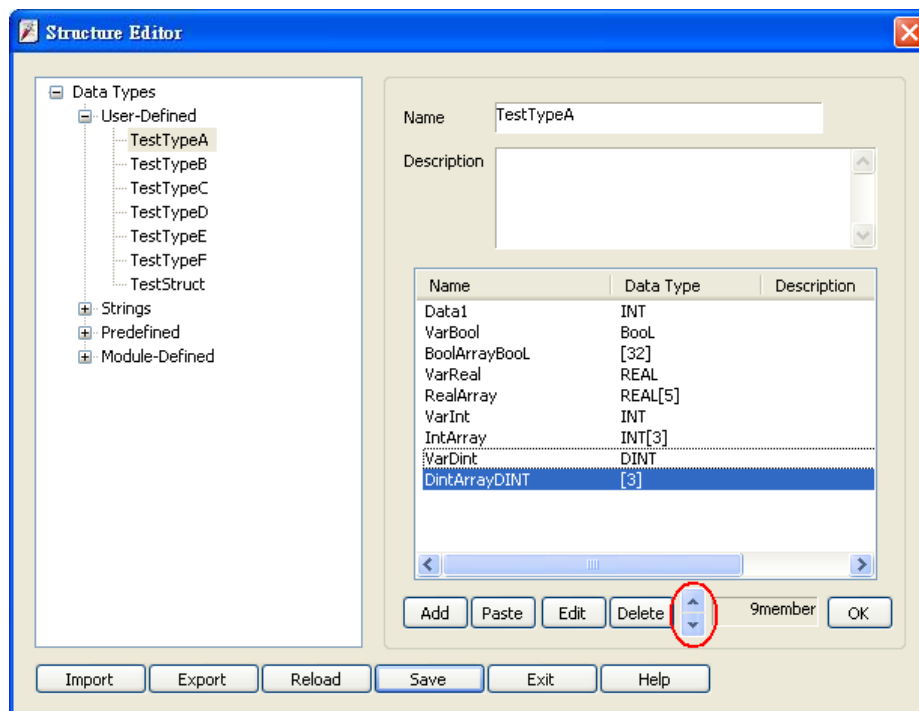 Structure Editor
Data Types
User-Defined
TestTypeA
TestTypeB
TestTypeC
TestTypeD
TestTypeE
TestTypeF
TestStruct
Strings
Predefined
Module-Defined
Name TestTypeA
Description
Name Data Type Description
Data1 INT
VarBool BooL
BoolArrayBooL [32]
VarReal REAL
RealArray REAL[5]
VarInt INT
IntArray INT[3]
VarDint DINT
DintArrayDINT [3]
Add Paste Edit Delete 9member OK
Import Export Reload Save Exit Help